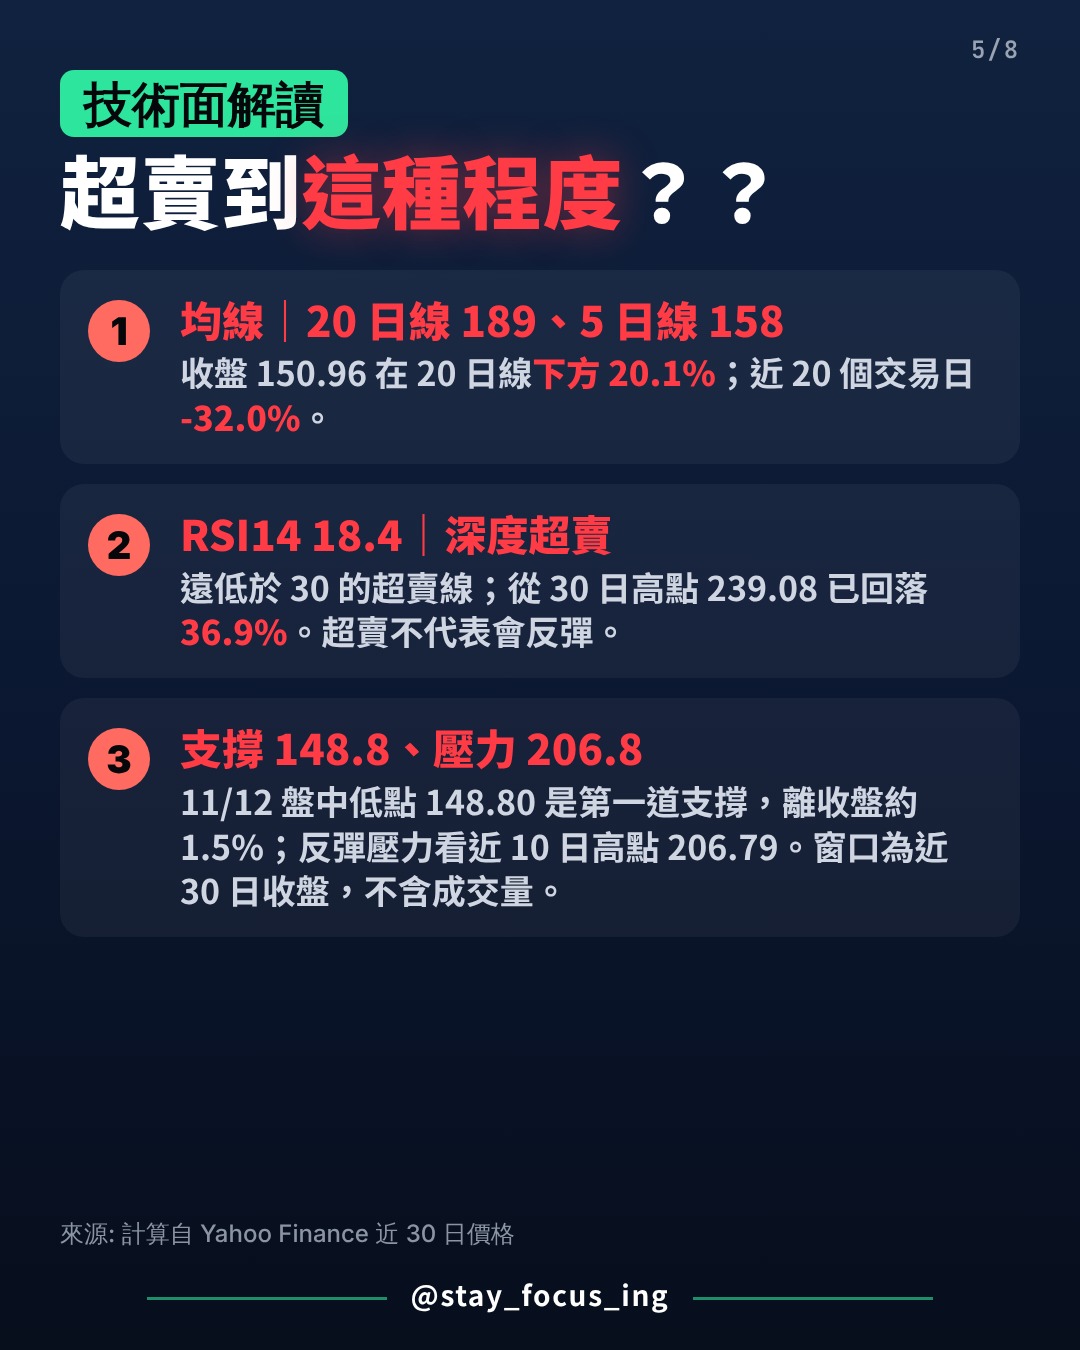 5/8
技術面解讀
超賣到這種程度？？
1
均線｜20 日線 189、5 日線 158
收盤 150.96 在 20 日線下方 20.1%；近 20 個交易日
-32.0%。
2
RSI14 18.4｜深度超賣
遠低於 30 的超賣線；從 30 日高點 239.08 已回落
36.9%。超賣不代表會反彈。
3
支撐 148.8、壓力 206.8
11/12 盤中低點 148.80 是第一道支撐，離收盤約
1.5%；反彈壓力看近 10 日高點 206.79。窗口為近
30 日收盤，不含成交量。
來源: 計算自 Yahoo Finance 近 30 日價格
@stay_focus_ing